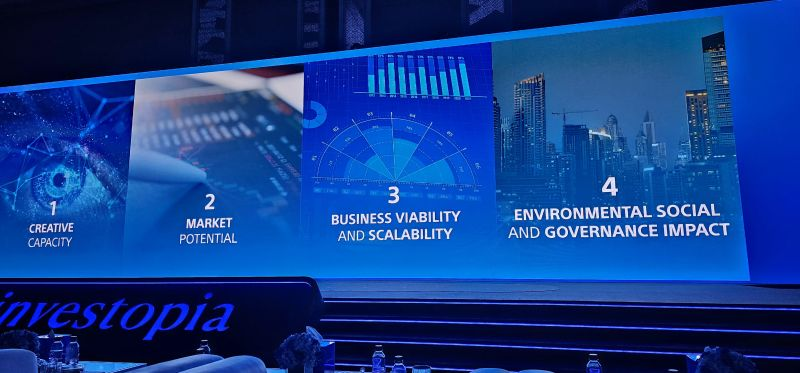 1
CREATIVE
CAPACITY
2
MARKET
POTENTIAL
3
BUSINESS VIABILITY
AND SCALABILITY
4
ENVIRONMENTAL SOCIAL
AND GOVERNANCE IMPACT
investopia